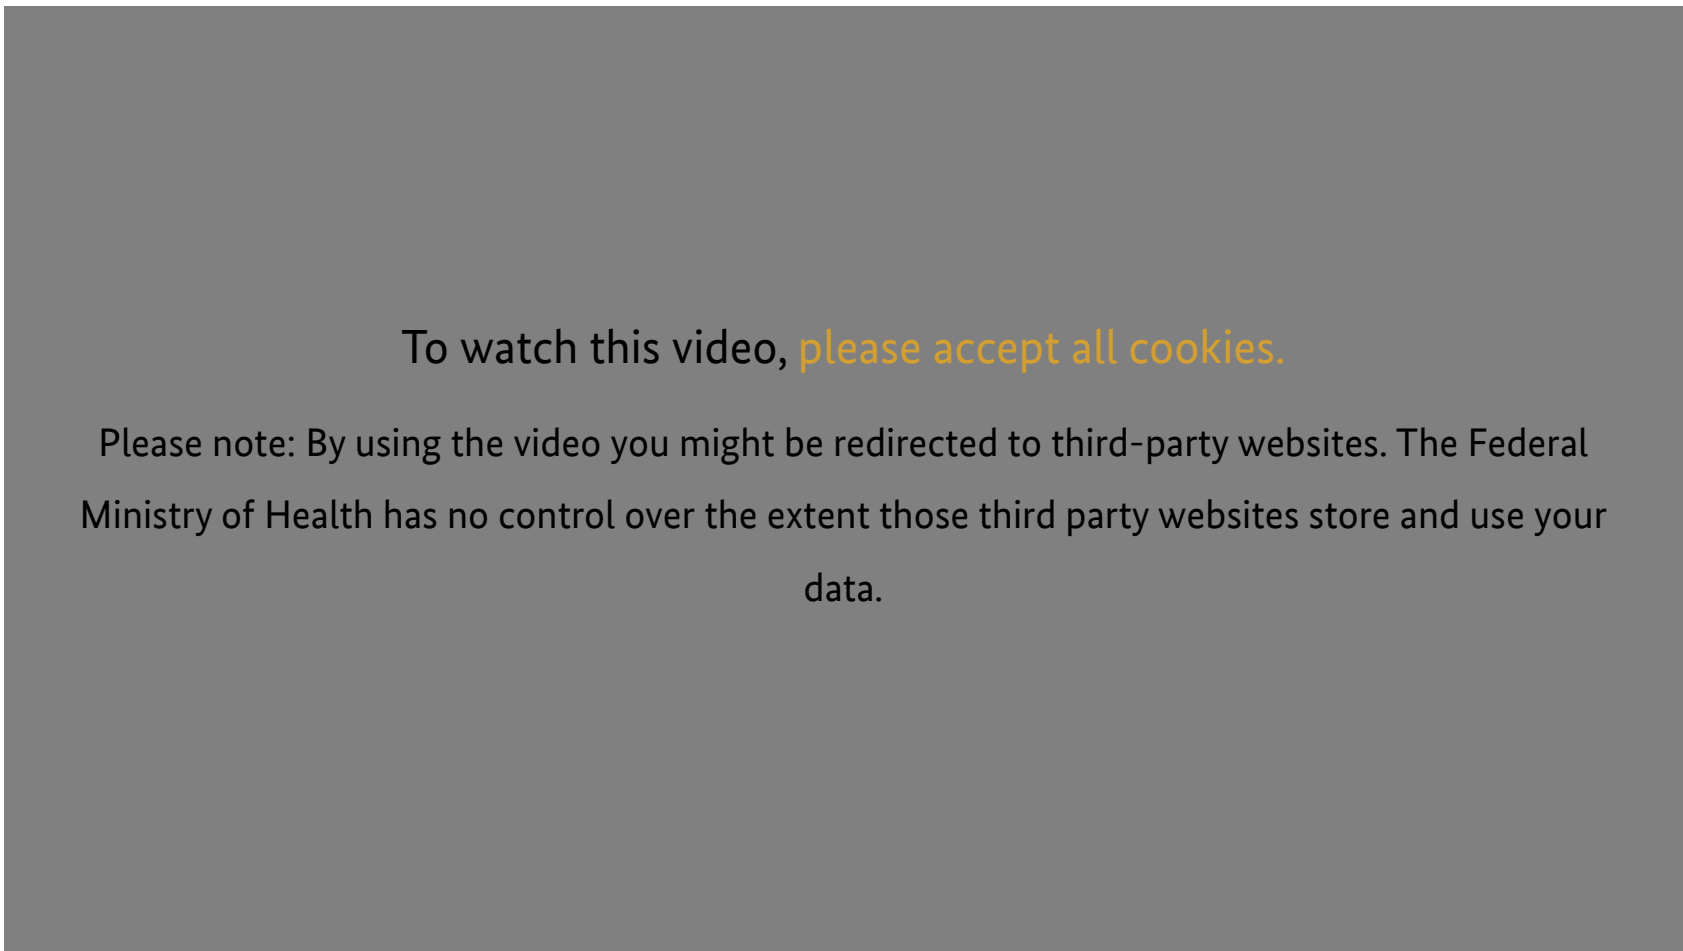 To watch this video, please accept all cookies.
Please note: By using the video you might be redirected to third-party websites. The Federal
Ministry of Health has no control over the extent those third party websites store and use your
data.